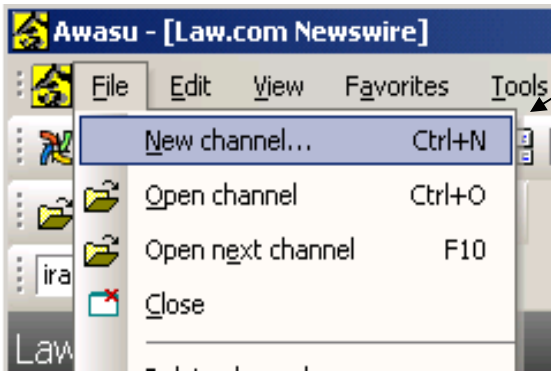 Awasu - [Law.com Newswire]
File Edit View Favorites Tools
New channel... Ctrl+N
Open channel Ctrl+O
Open next channel F10
ira
Close
Law